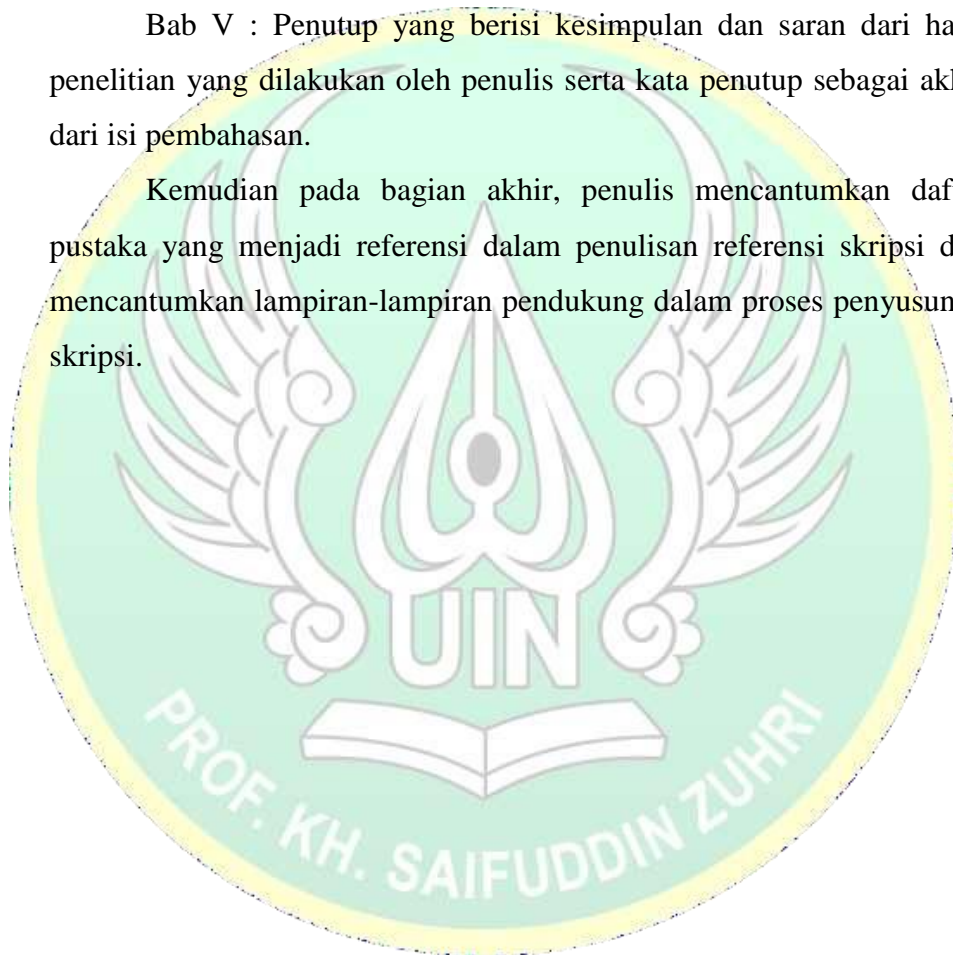 Bab V : Penutup yang berisi kesimpulan dan saran dari ha
penelitian yang dilakukan oleh penulis serta kata penutup sebagai ak
dari isi pembahasan.
Kemudian pada bagian akhir, penulis mencantumkan daf
pustaka yang menjadi referensi dalam penulisan referensi skripsi d
mencantumkan lampiran-lampiran pendukung dalam proses penyusun
skripsi.
UIN
PROF. KH. SAIFUDDIN ZUHRI